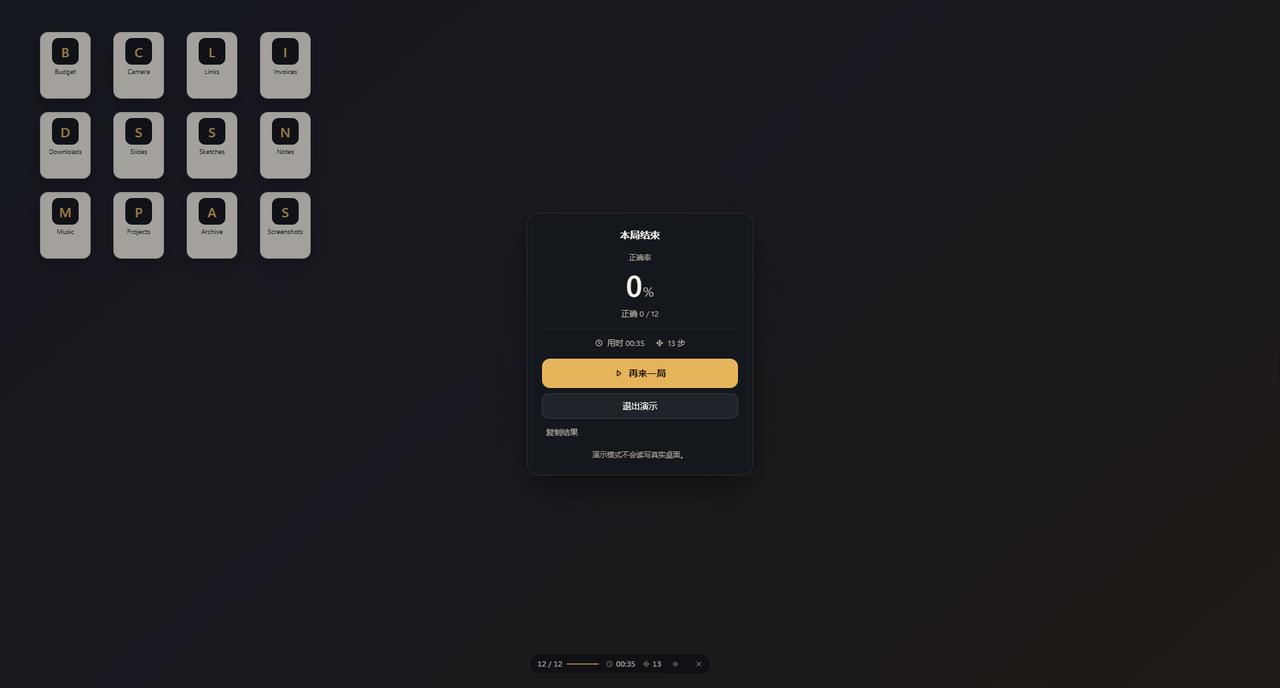 B C L I
Budget Camera Links Invoices
D S S N
Downloads Slides Sketches Notes
M P A S
Music Projects Archive Screenshots
本局结束
正确率
0%
正确 0 / 12
用时 00:35 13 步
再来一局
退出演示
复制结果
演示模式不会读写真实桌面。
12 / 12 00:35 13